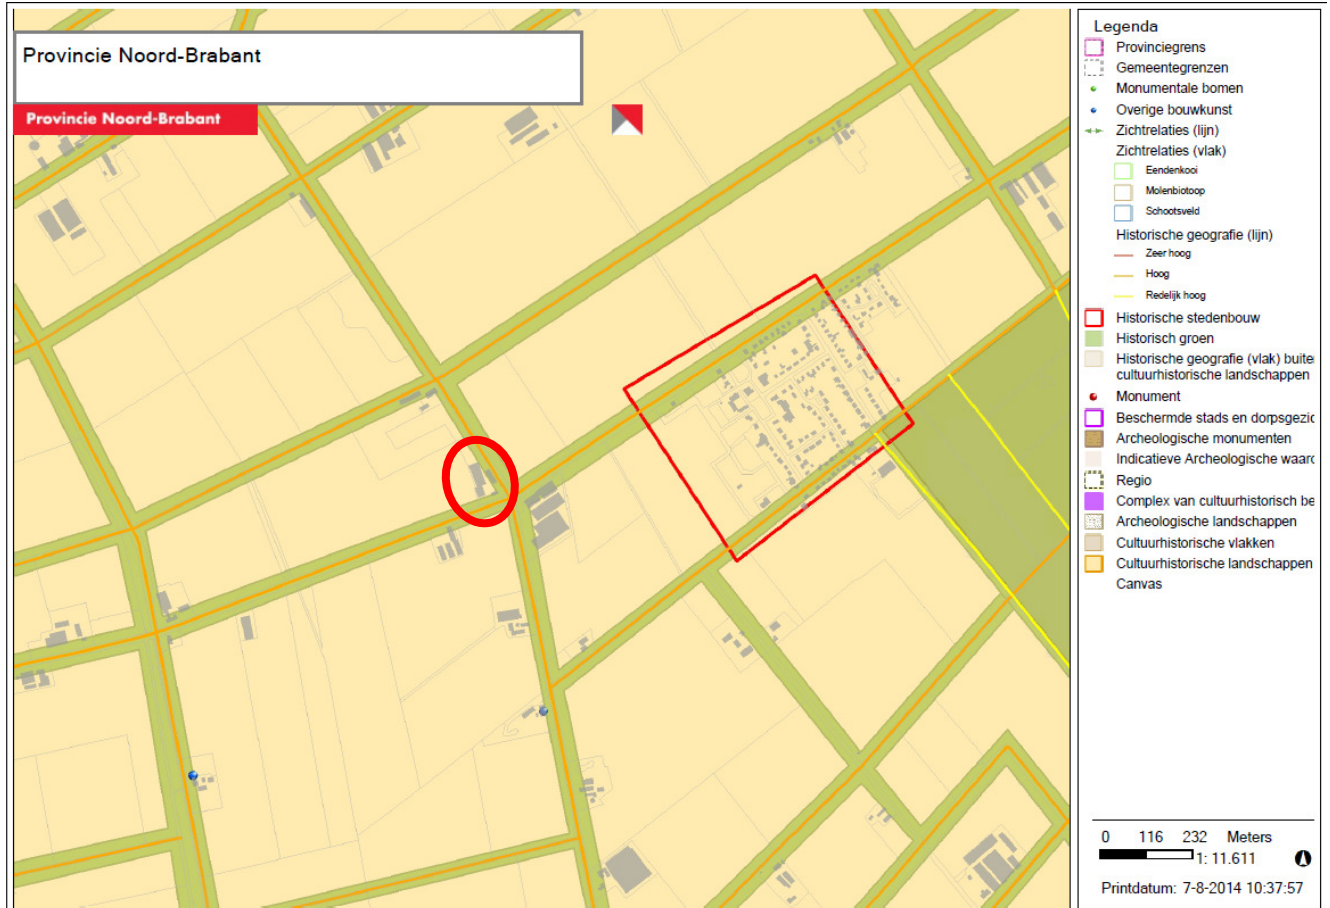 Provincie Noord-Brabant
Provincie Noord-Brabant
Legenda
Provinciegrens
Gemeentegrenzen
Monumentale bomen
Overige bouwkunst
Zichtrelaties (lijn)
Zichtrelaties (vlak)
Eendenkooi
Molenbiotoop
Schootsveld
Historische geografie (lijn)
Zeer hoog
Hoog
Redelijk hoog
Historische stedenbouw
Historisch groen
Historische geografie (vlak) buite
cultuurhistorische landschappen
Monument
Beschermde stads en dorpsgezic
Archeologische monumenten
Indicatieve Archeologische waarc
Regio
Complex van cultuurhistorisch be
Archeologische landschappen
Cultuurhistorische vlakken
Cultuurhistorische landschappen
Canvas
0 116 232 Meters
1: 11.611
Printdatum: 7-8-2014 10:37:57